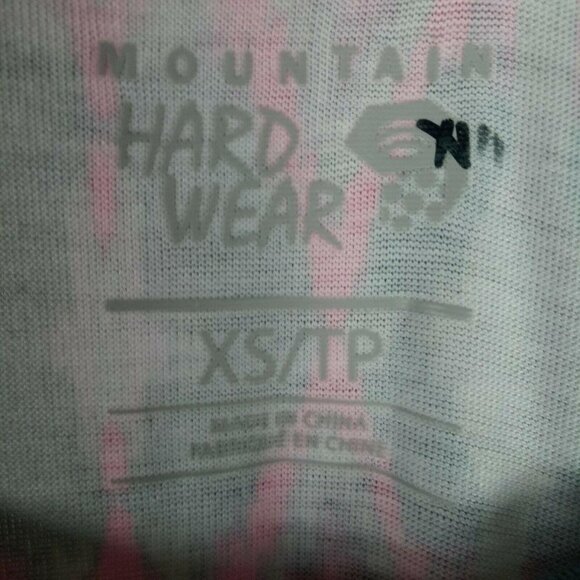 MOUNTAIN
HARD
WEAR
XS/TP
MADE IN CHINA
FABRIQUÉ EN CHINE